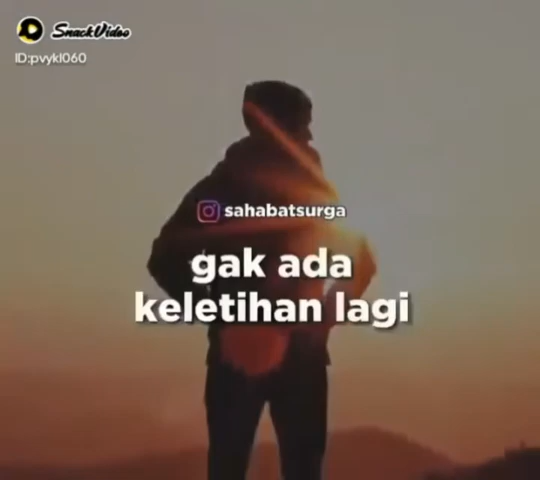 SnackVideo
ID:pvykl060
sahabatsurga
gak ada
keletihan lagi